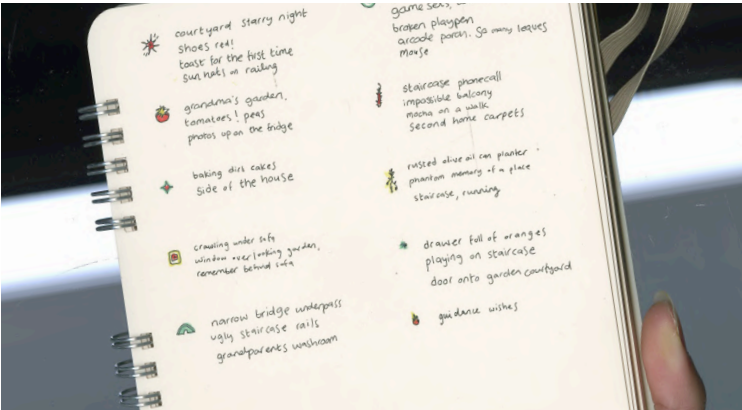 courtyard starry night
shoes red!
toast for the first time
sun hats on railing
grandma's garden.
tomatoes! peas
photos up on the fridge
baking dirt cakes
side of the house
crawling under sofa
window overlooking garden,
remember behind sofa
narrow bridge underpass
ugly staircase rails
grandparents washroom
game sets,
broken playpen
arcade porch. So many leaves
mouse
staircase phonecall
impossible balcony
mocha on a walk
second home carpets
rusted olive oil can planter
phantom memory of a place
staircase, running
drawer full of oranges
playing on staircase
door onto garden courtyard
guidance wishes